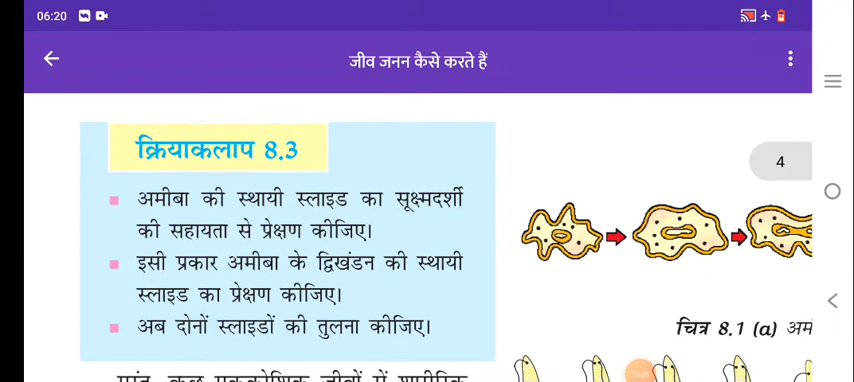 06:20
जीव जनन कैसे करते हैं
क्रियाकलाप 8.3
4
अमीबा की स्थायी स्लाइड का सूक्ष्मदर्शी
की सहायता से प्रेक्षण कीजिए।
इसी प्रकार अमीबा के द्विखंडन की स्थायी
स्लाइड का प्रेक्षण कीजिए।
अब दोनों स्लाइडों की तुलना कीजिए।
चित्र 8.1 (a)